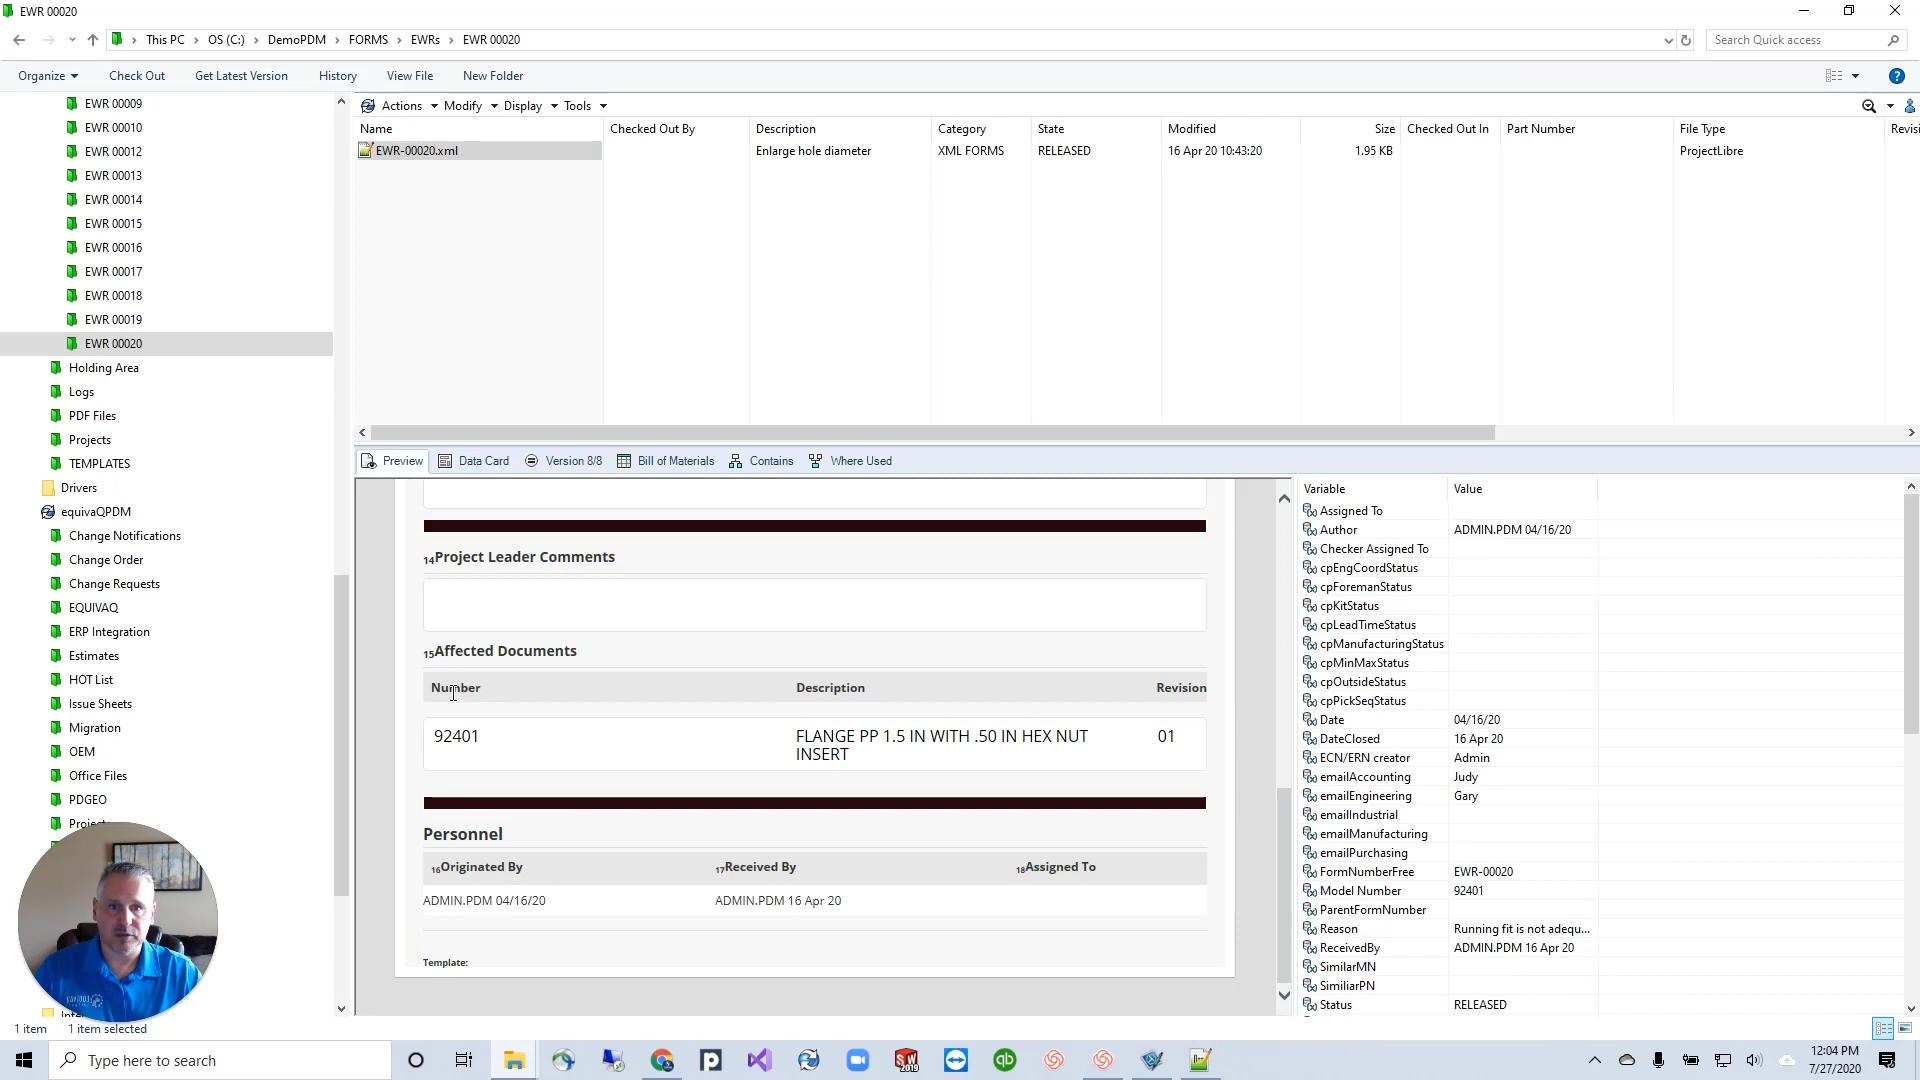 EWR 00020
This PC > OS (C:) > DemoPDM > FORMS > EWRs > EWR 00020
Search Quick access
Organize Check Out Get Latest Version History View File New Folder
EWR 00009
EWR 00010
EWR 00012
EWR 00013
EWR 00014
EWR 00015
EWR 00016
EWR 00017
EWR 00018
EWR 00019
EWR 00020
Holding Area
Logs
PDF Files
Projects
TEMPLATES
Drivers
equivaQPDM
Change Notifications
Change Order
Change Requests
EQUIVAQ
ERP Integration
Estimates
HOT List
Issue Sheets
Migration
OEM
Office Files
PDGEO
1 item 1 item selected
Actions Modify Display Tools
Name Checked Out By Description Category State Modified Size Checked Out In Part Number File Type Revisi
EWR-00020.xml Enlarge hole diameter XML FORMS RELEASED 16 Apr 20 10:43:20 1.95 KB ProjectLibre
Preview Data Card Version 8/8 Bill of Materials Contains Where Used
14Project Leader Comments
15Affected Documents
Number Description Revision
92401 FLANGE PP 1.5 IN WITH .50 IN HEX NUT 01
INSERT
Personnel
16Originated By 17Received By 18Assigned To
ADMIN.PDM 04/16/20 ADMIN.PDM 16 Apr 20
Template:
Variable Value
Assigned To
Author ADMIN.PDM 04/16/20
Checker Assigned To
cpEngCoordStatus
cpForemanStatus
cpKitStatus
cpLeadTimeStatus
cpManufacturingStatus
cpMinMaxStatus
cpOutsideStatus
cpPickSeqStatus
Date 04/16/20
DateClosed 16 Apr 20
ECN/ERN creator Admin
emailAccounting Judy
emailEngineering Gary
emailIndustrial
emailManufacturing
emailPurchasing
FormNumberFree EWR-00020
Model Number 92401
ParentFormNumber
Reason Running fit is not adequ...
ReceivedBy ADMIN.PDM 16 Apr 20
SimilarMN
SimiliarPN
Status RELEASED
Type here to search
12:04 PM
7/27/2020